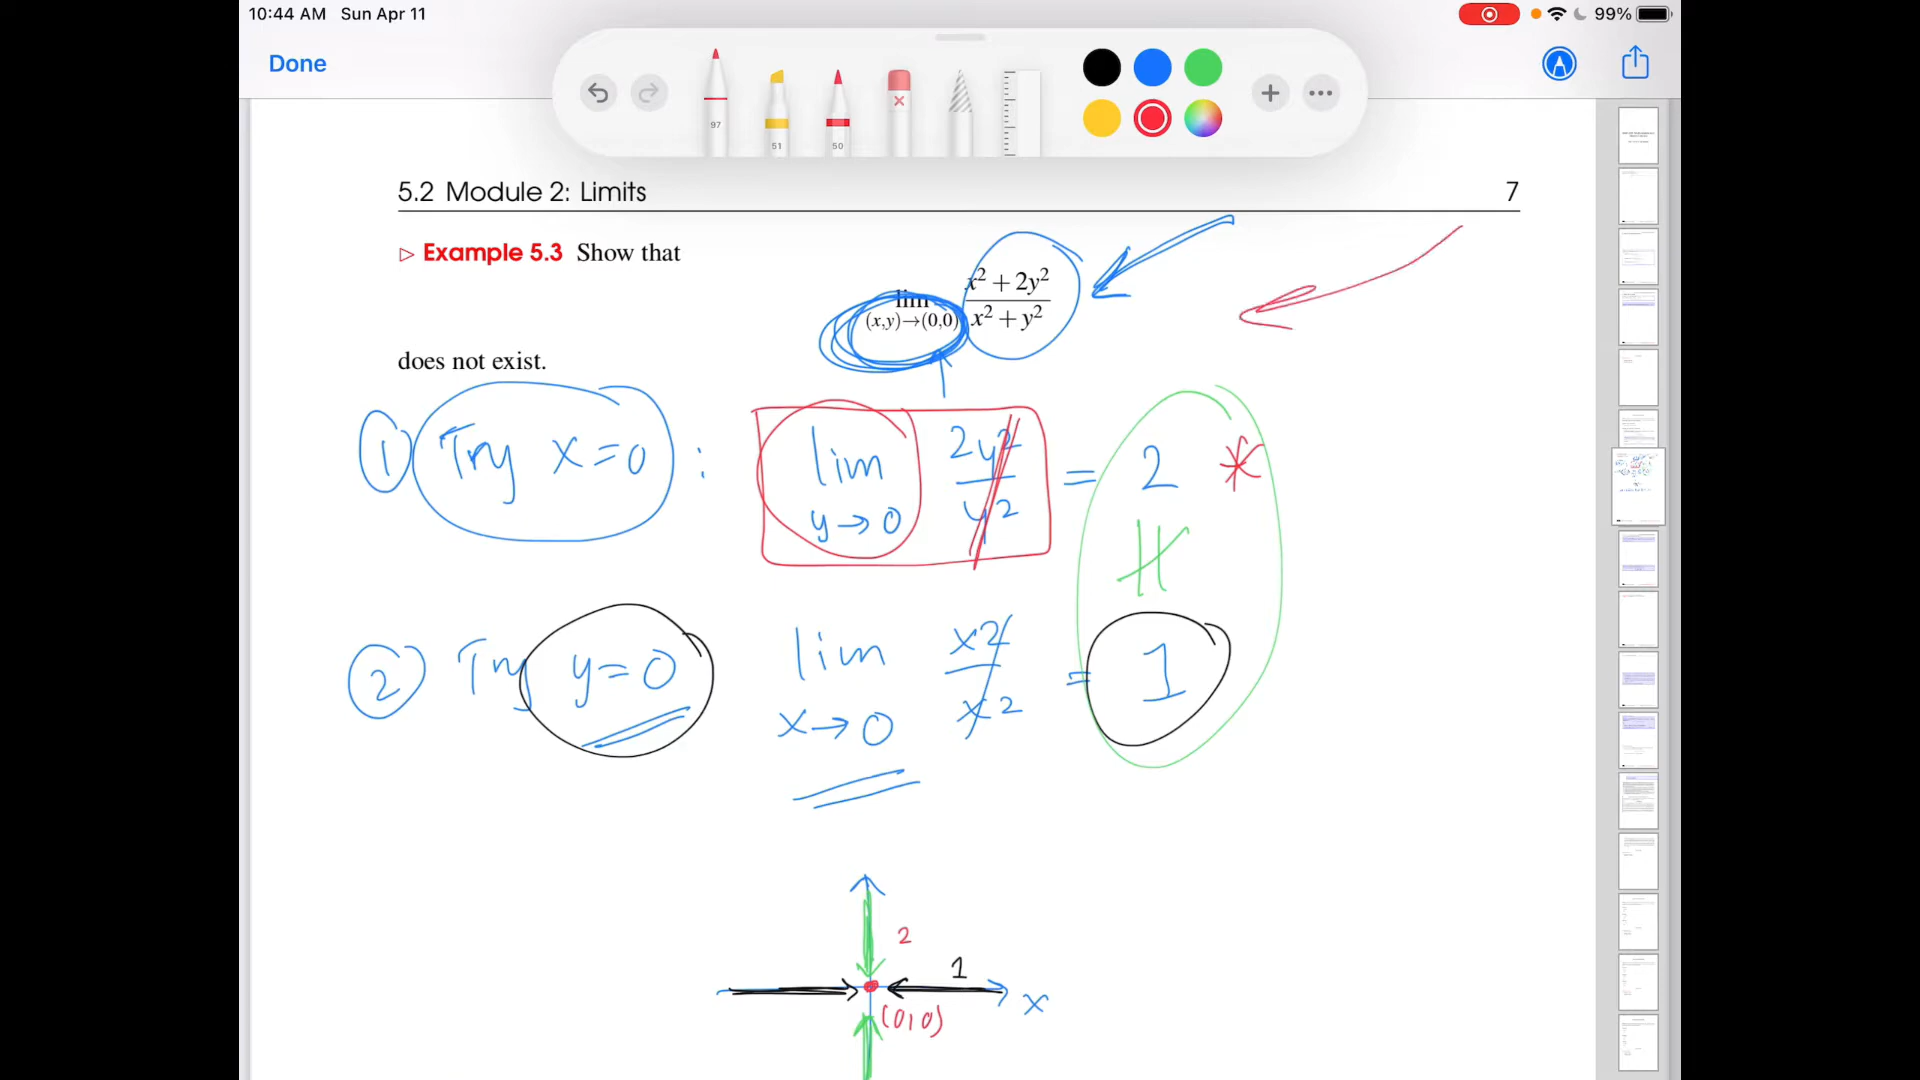 10:44 AM Sun Apr 11
99%
Done
97
51
50
5.2 Module 2: Limits
7
▷ Example 5.3 Show that
lim (x,y)→(0,0) x² + 2y² / x² + y²
does not exist.
① Try x=0 : lim y→0 2y² / y² = 2 *
≠
② Try y=0 lim x→0 x² / x² = 1
2
1
x
(0,0)